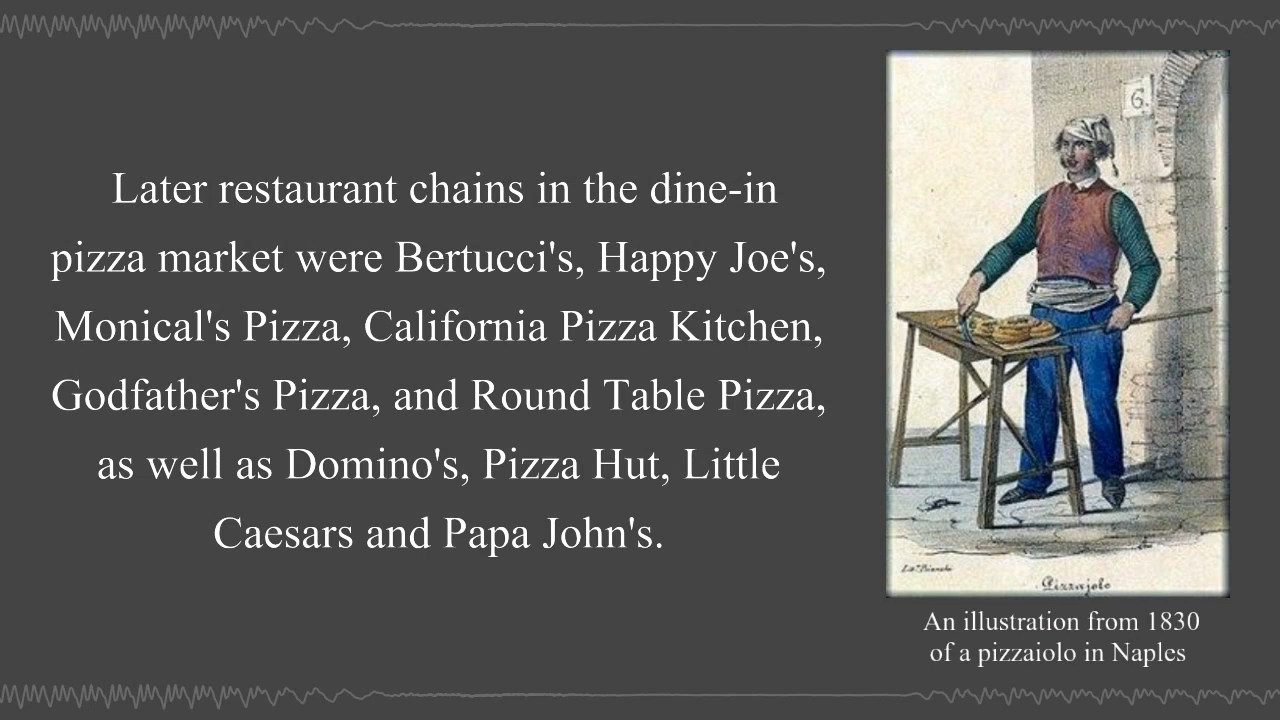 Later restaurant chains in the dine-in
pizza market were Bertucci's, Happy Joe's,
Monical's Pizza, California Pizza Kitchen,
Godfather's Pizza, and Round Table Pizza,
as well as Domino's, Pizza Hut, Little
Caesars and Papa John's.
6.
Pizzajolo
An illustration from 1830
of a pizzaiolo in Naples